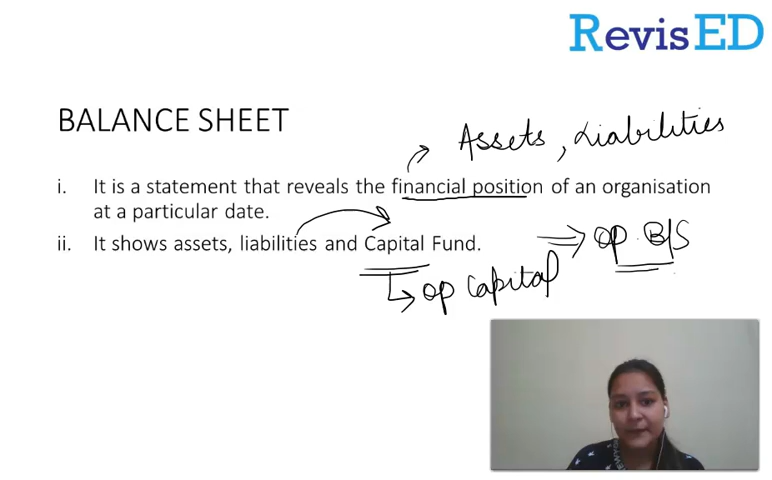 RevisED
BALANCE SHEET
Assets, Liabilities
i. It is a statement that reveals the financial position of an organisation
at a particular date.
ii. It shows assets, liabilities and Capital Fund.
op B/S
op Capital